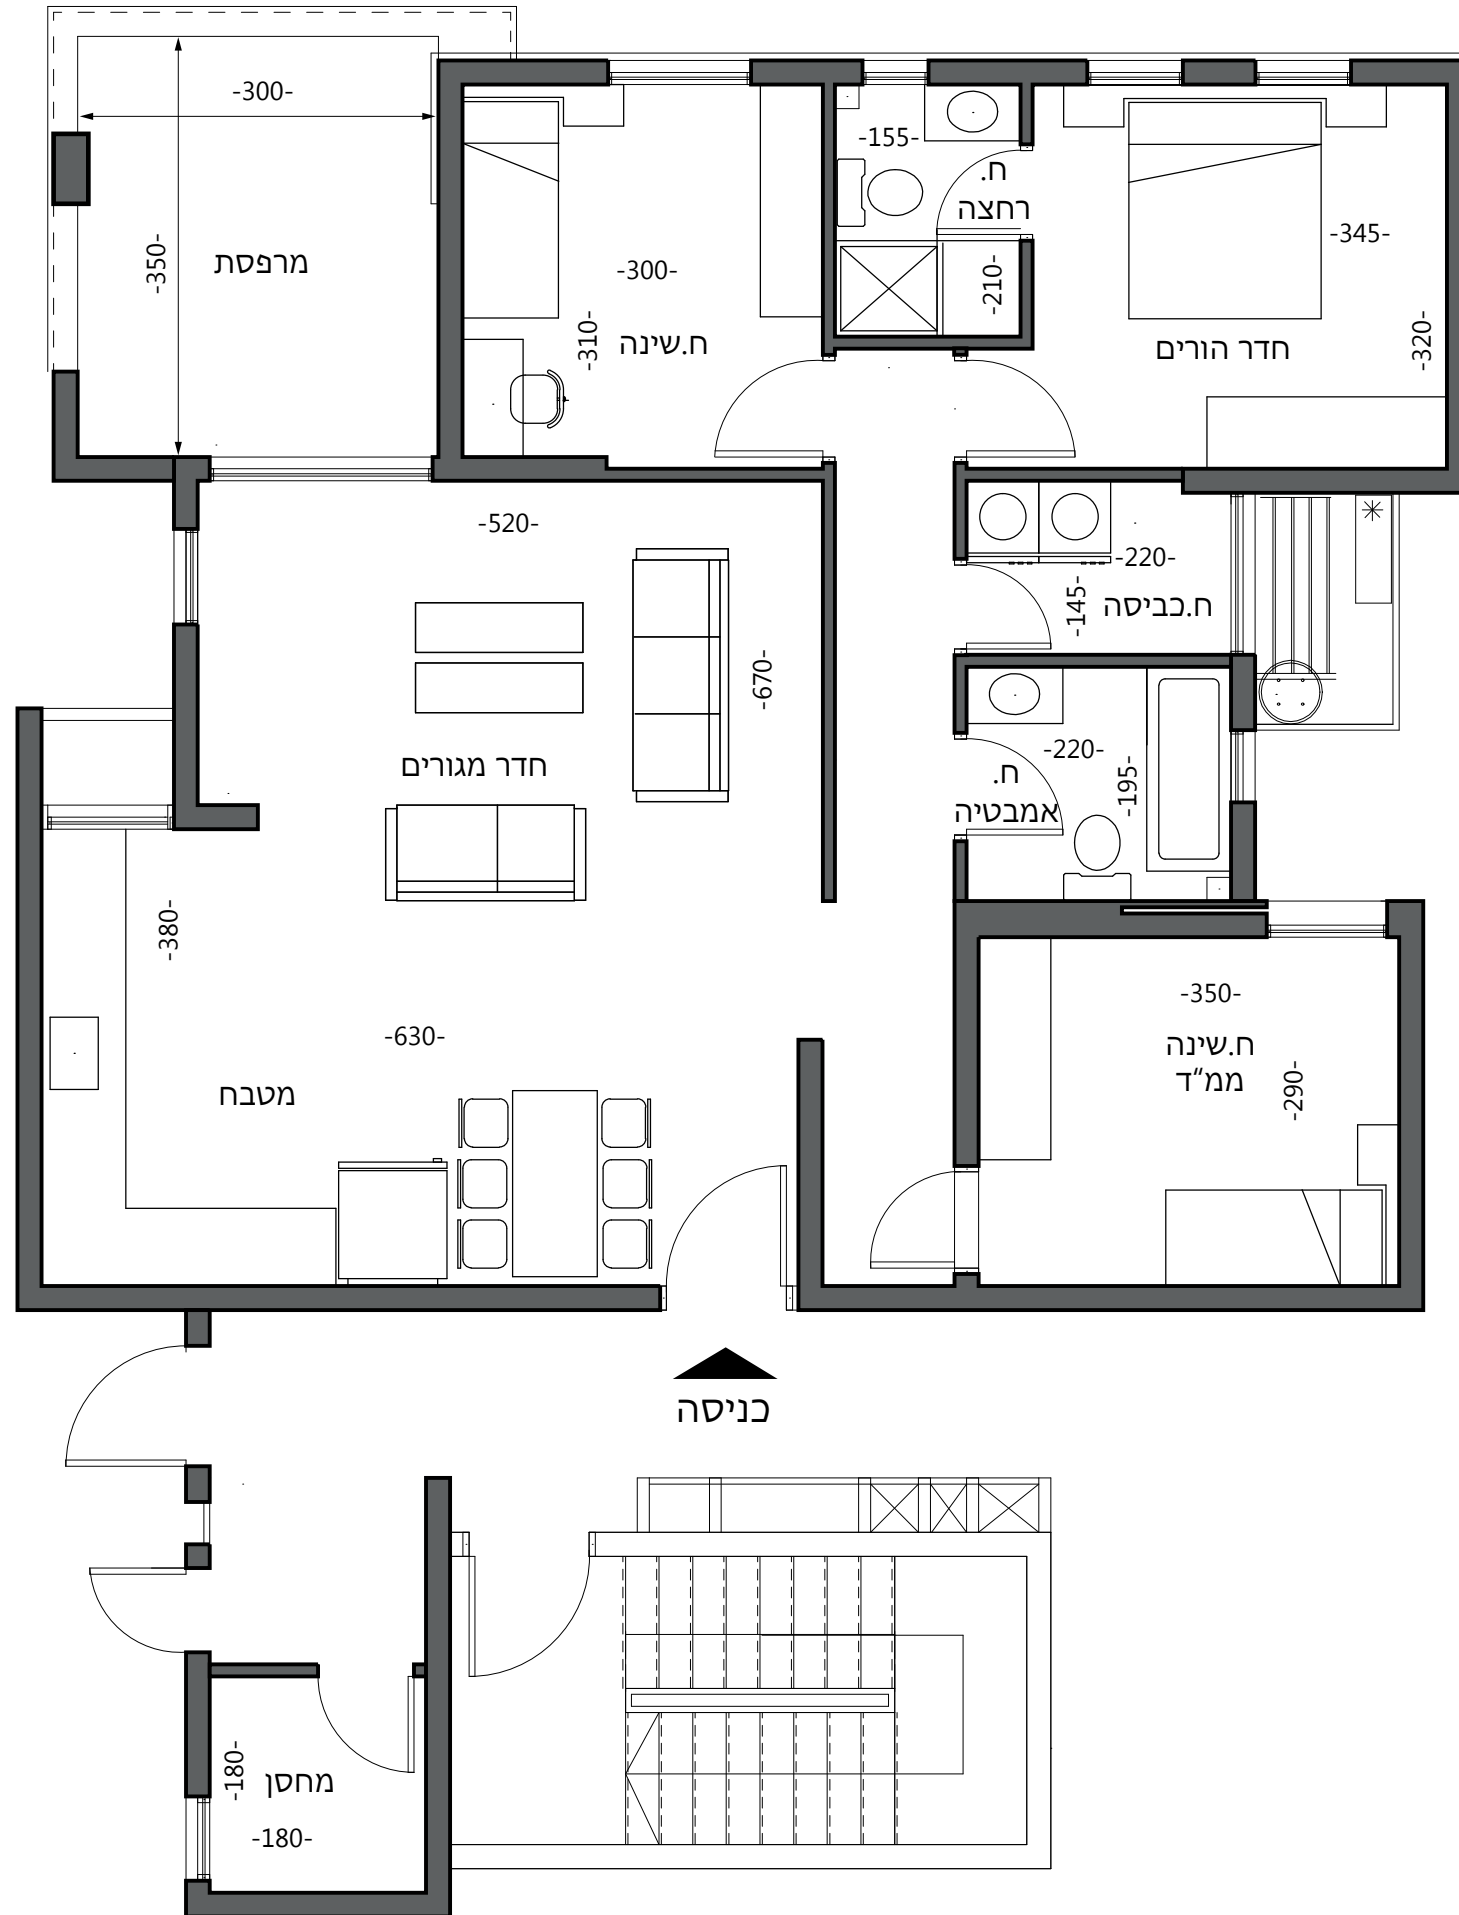 -300-
-350-
מרפסת
-300-
-310-
ח.שינה
-155-
ח.
רחצה
-210-
-345-
-320-
חדר הורים
-520-
-670-
חדר מגורים
-220-
-145-
ח.כביסה
-220-
-195-
ח.
אמבטיה
-380-
-630-
מטבח
-350-
ח.שינה
ממ"ד
-290-
כניסה
-180-
מחסן
-180-